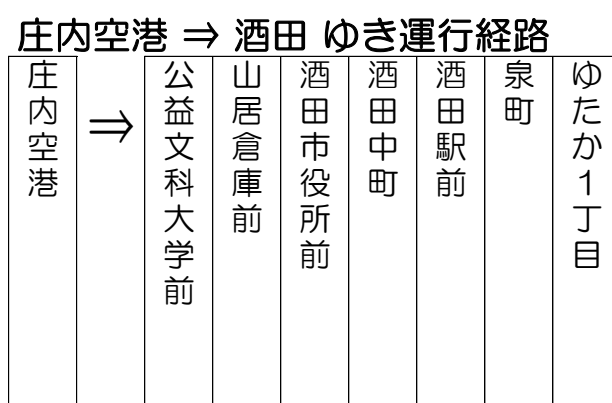 庄内空港 ⇒ 酒田 ゆき運行経路
庄内空港
⇒
公益文科大学前
山居倉庫前
酒田市役所前
酒田中町
酒田駅前
泉町
ゆたか１丁目